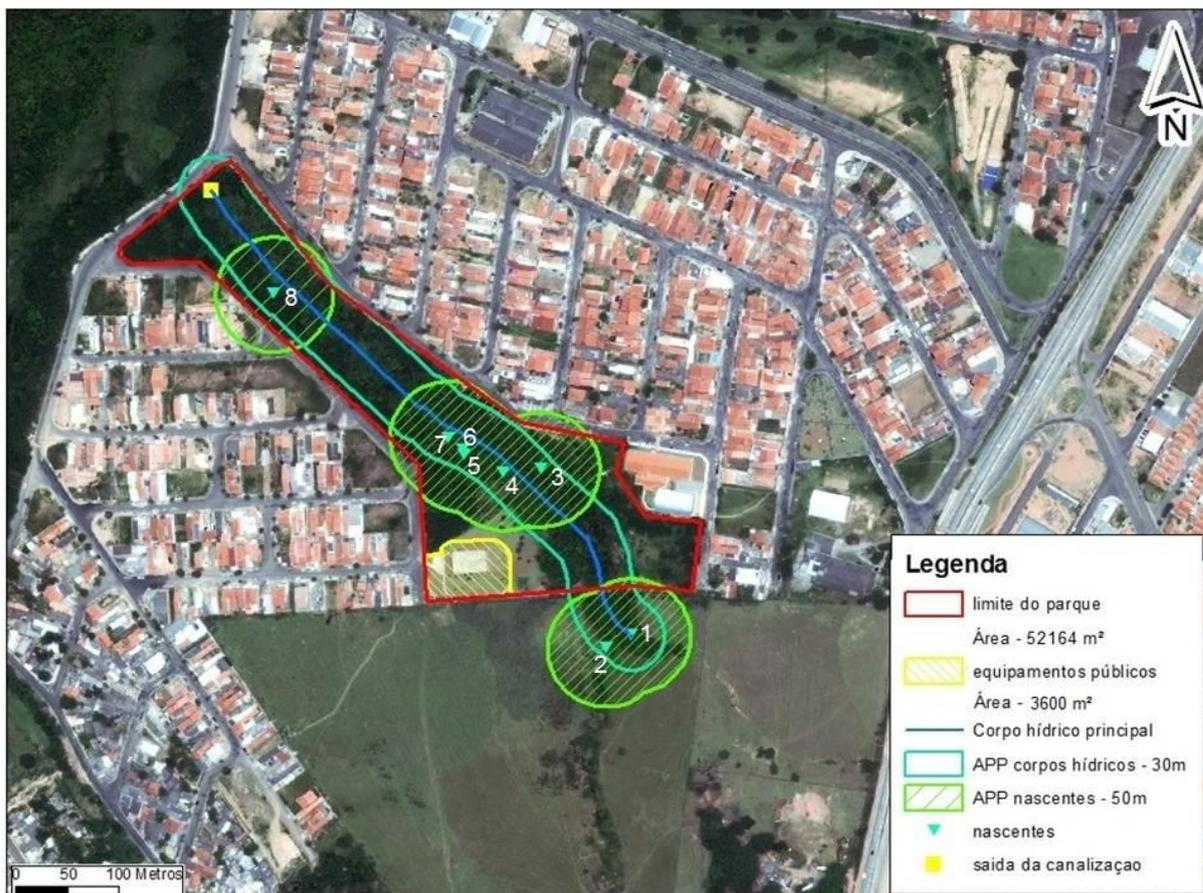 N
8
6
7
5
4
3
1
2
Legenda
limite do parque
Área - 52164 m²
equipamentos públicos
Área - 3600 m²
Corpo hídrico principal
APP corpos hídricos - 30m
APP nascentes - 50m
nascentes
saida da canalizaçao
0 50 100 Metros